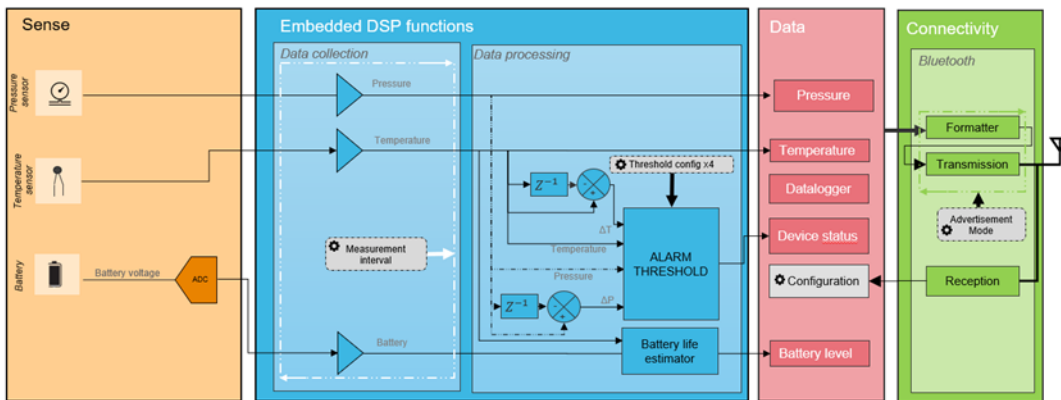 Sense
Pressure
sensor
Temperature
sensor
Battery
Battery voltage
ADC
Embedded DSP functions
Data collection
Pressure
Temperature
Measurement
interval
Battery
Data processing
Threshold config x4
Z⁻¹
-
+
ΔT
Temperature
ALARM
THRESHOLD
Pressure
Z⁻¹
-
+
ΔP
Battery life
estimator
Data
Pressure
Temperature
Datalogger
Device status
Configuration
Battery level
Connectivity
Bluetooth
Formatter
Transmission
Advertisement
Mode
Reception